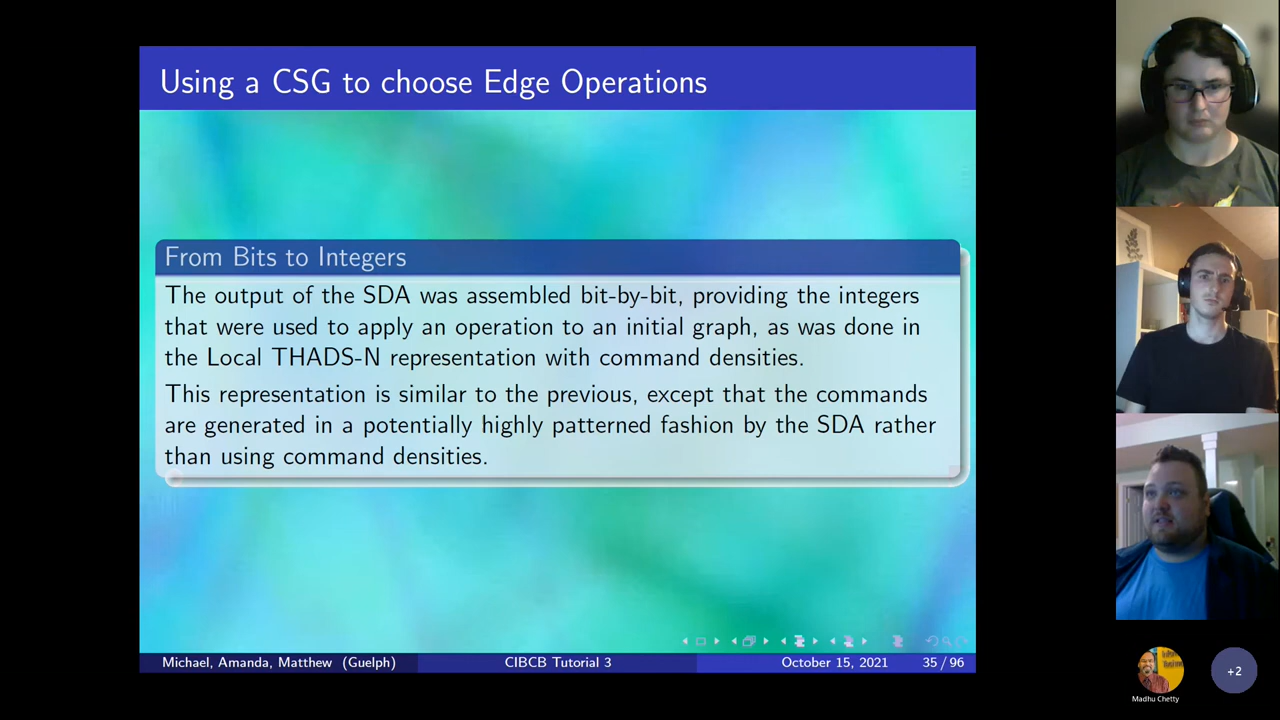 Using a CSG to choose Edge Operations
From Bits to Integers
The output of the SDA was assembled bit-by-bit, providing the integers
that were used to apply an operation to an initial graph, as was done in
the Local THADS-N representation with command densities.
This representation is similar to the previous, except that the commands
are generated in a potentially highly patterned fashion by the SDA rather
than using command densities.
Michael, Amanda, Matthew (Guelph)
CIBCB Tutorial 3
October 15, 2021
35 / 96
+2
Madhu Chetty